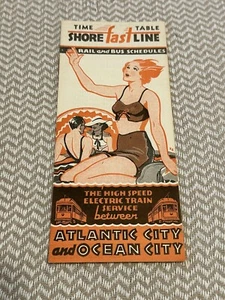 TIME TABLE
SHORE fast LINE
RAIL and BUS SCHEDULES
THE HIGH SPEED
ELECTRIC TRAIN
SERVICE
between
ATLANTIC CITY
and OCEAN CITY